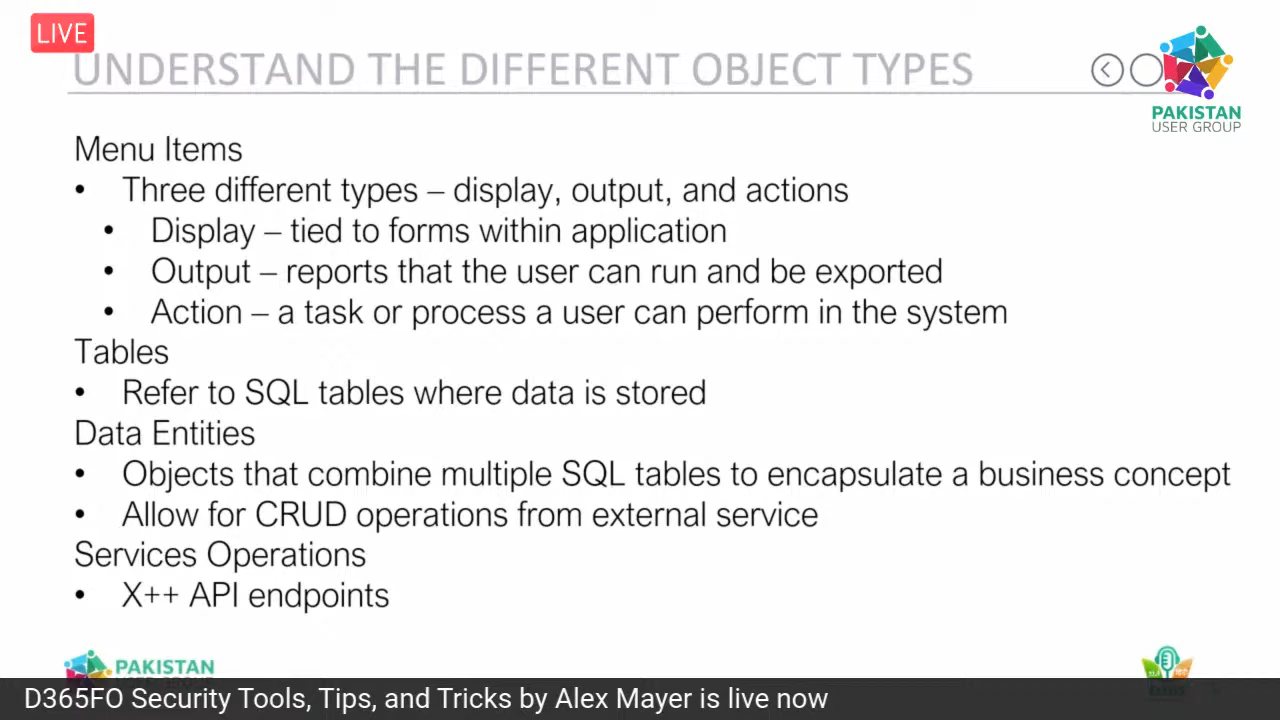 LIVE
UNDERSTAND THE DIFFERENT OBJECT TYPES
PAKISTAN
USER GROUP
Menu Items
• Three different types – display, output, and actions
• Display – tied to forms within application
• Output – reports that the user can run and be exported
• Action – a task or process a user can perform in the system
Tables
• Refer to SQL tables where data is stored
Data Entities
• Objects that combine multiple SQL tables to encapsulate a business concept
• Allow for CRUD operations from external service
Services Operations
• X++ API endpoints
PAKISTAN
D365FO Security Tools, Tips, and Tricks by Alex Mayer is live now